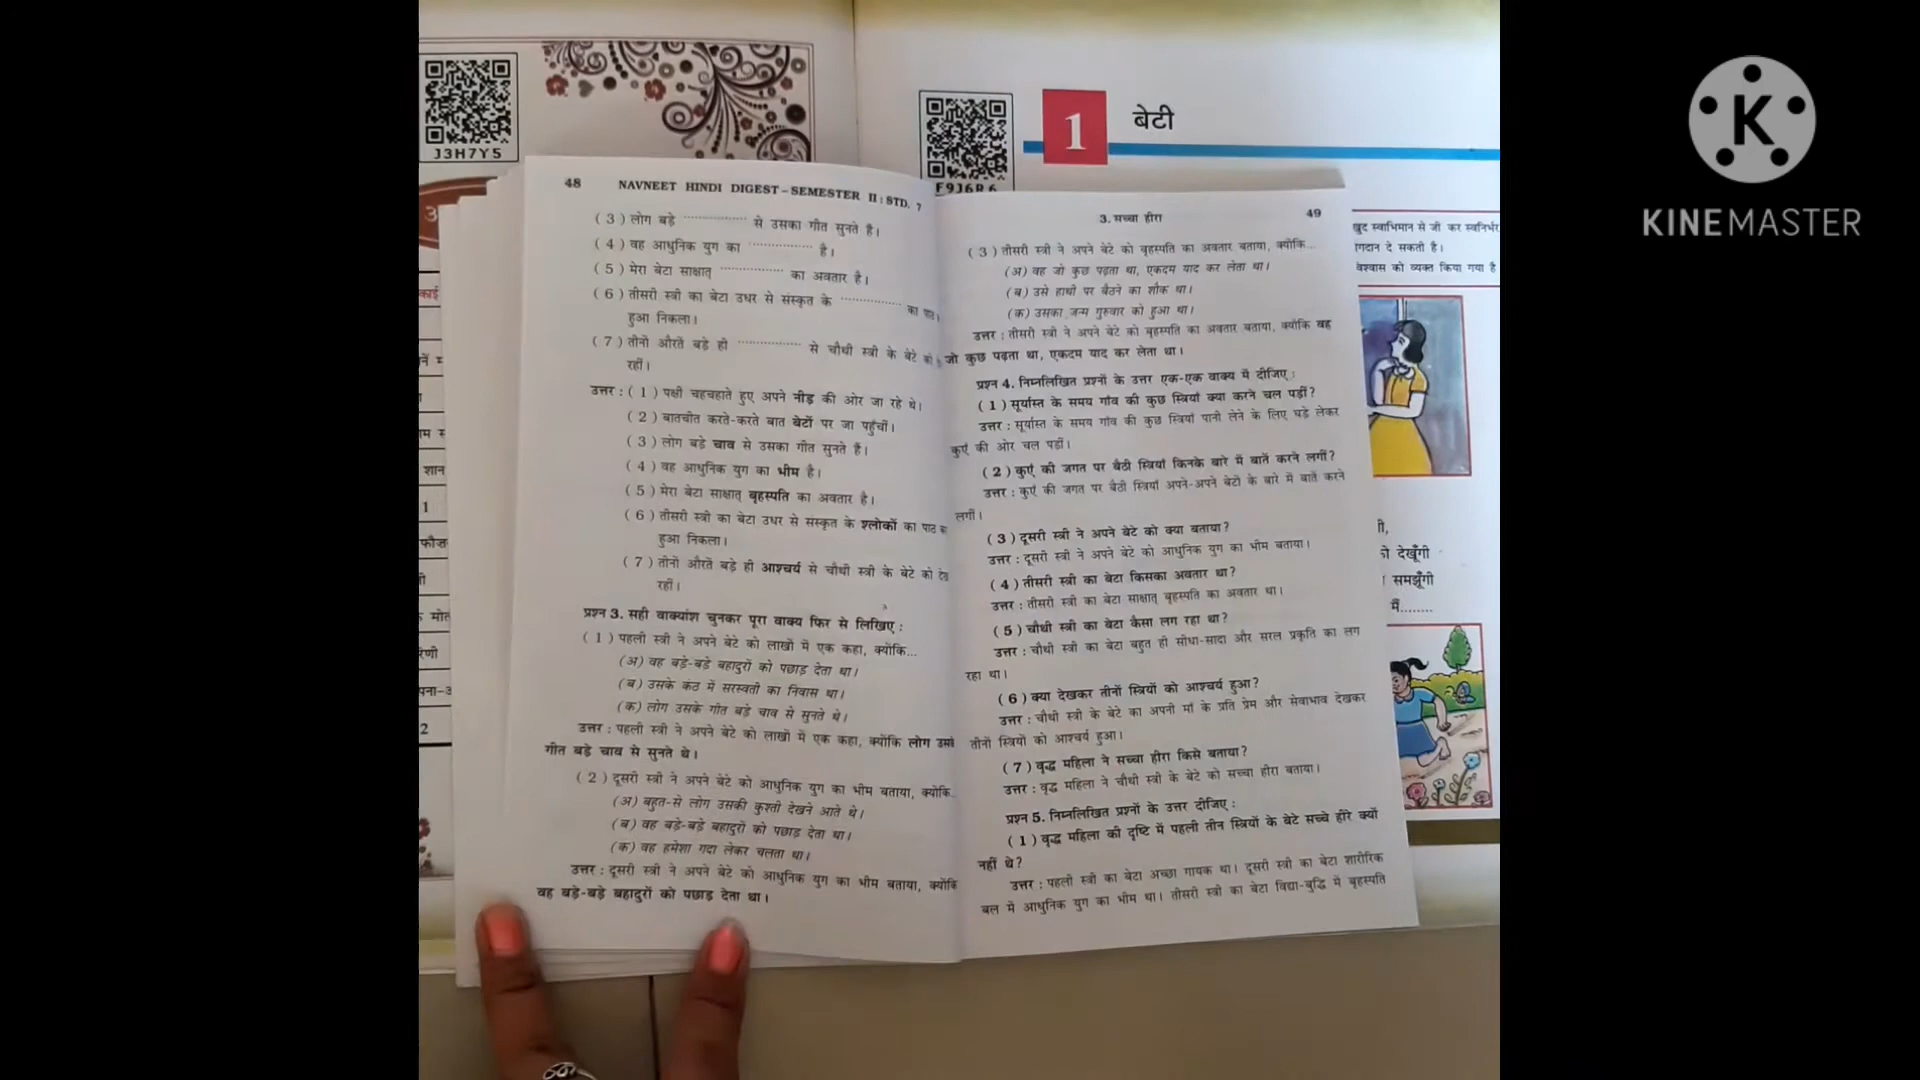 J3H7Y5
F9J6R6
1
बेटी
K
KINEMASTER
48 NAVNEET HINDI DIGEST – SEMESTER II : STD. 7
( 3 ) लोग बड़े ················ से उसका गीत सुनते है।
( 4 ) वह आधुनिक युग का ················ है।
( 5 ) मेरा बेटा साक्षात् ················ का अवतार है।
( 6 ) तीसरी स्त्री का बेटा उधर से संस्कृत के ················ का पाठ
हुआ निकला।
( 7 ) तीनों औरतें बड़े ही ················ से चौथी स्त्री के बेटे को
रहीं।
उत्तर : ( 1 ) पक्षी चहचहाते हुए अपने नीड़ की ओर जा रहे थे।
( 2 ) बातचीत करते-करते बात बेटों पर जा पहुँची।
( 3 ) लोग बड़े चाव से उसका गीत सुनते हैं।
( 4 ) वह आधुनिक युग का भीम है।
( 5 ) मेरा बेटा साक्षात् बृहस्पति का अवतार है।
( 6 ) तीसरी स्त्री का बेटा उधर से संस्कृत के श्लोकों का पाठ
हुआ निकला।
( 7 ) तीनों औरतें बड़े ही आश्चर्य से चौथी स्त्री के बेटे को देख
रहीं।
प्रश्न 3. सही वाक्यांश चुनकर पूरा वाक्य फिर से लिखिए :
( 1 ) पहली स्त्री ने अपने बेटे को लाखों में एक कहा, क्योंकि...
(अ) वह बड़े-बड़े बहादुरों को पछाड़ देता था।
(ब) उसके कंठ में सरस्वती का निवास था।
(क) लोग उसके गीत बड़े चाव से सुनते थे।
उत्तर : पहली स्त्री ने अपने बेटे को लाखों में एक कहा, क्योंकि लोग उसके
गीत बड़े चाव से सुनते थे।
( 2 ) दूसरी स्त्री ने अपने बेटे को आधुनिक युग का भीम बताया, क्योंकि...
(अ) बहुत-से लोग उसकी कुश्ती देखने आते थे।
(ब) वह बड़े-बड़े बहादुरों को पछाड़ देता था।
(क) वह हमेशा गदा लेकर चलता था।
उत्तर : दूसरी स्त्री ने अपने बेटे को आधुनिक युग का भीम बताया, क्योंकि
वह बड़े-बड़े बहादुरों को पछाड़ देता था।
3. सच्चा हीरा 49
( 3 ) तीसरी स्त्री ने अपने बेटे को बृहस्पति का अवतार बताया, क्योंकि...
(अ) वह जो कुछ पढ़ता था, एकदम याद कर लेता था।
(ब) उसे हाथी पर बैठने का शौक था।
(क) उसका जन्म गुरुवार को हुआ था।
उत्तर : तीसरी स्त्री ने अपने बेटे को बृहस्पति का अवतार बताया, क्योंकि वह
जो कुछ पढ़ता था, एकदम याद कर लेता था।
प्रश्न 4. निम्नलिखित प्रश्नों के उत्तर एक-एक वाक्य में दीजिए :
( 1 ) सूर्यास्त के समय गाँव की कुछ स्त्रियाँ क्या करने चल पड़ीं?
उत्तर : सूर्यास्त के समय गाँव की कुछ स्त्रियाँ पानी लेने के लिए घड़े लेकर
कुएँ की ओर चल पड़ीं।
( 2 ) कुएँ की जगत पर बैठी स्त्रियाँ किनके बारे में बातें करने लगीं?
उत्तर : कुएँ की जगत पर बैठी स्त्रियाँ अपने-अपने बेटों के बारे में बातें करने
लगीं।
( 3 ) दूसरी स्त्री ने अपने बेटे को क्या बताया?
उत्तर : दूसरी स्त्री ने अपने बेटे को आधुनिक युग का भीम बताया।
( 4 ) तीसरी स्त्री का बेटा किसका अवतार था?
उत्तर : तीसरी स्त्री का बेटा साक्षात् बृहस्पति का अवतार था।
( 5 ) चौथी स्त्री का बेटा कैसा लग रहा था?
उत्तर : चौथी स्त्री का बेटा बहुत ही सीधा-सादा और सरल प्रकृति का लग
रहा था।
( 6 ) क्या देखकर तीनों स्त्रियों को आश्चर्य हुआ?
उत्तर : चौथी स्त्री के बेटे का अपनी माँ के प्रति प्रेम और सेवाभाव देखकर
तीनों स्त्रियों को आश्चर्य हुआ।
( 7 ) वृद्ध महिला ने सच्चा हीरा किसे बताया?
उत्तर : वृद्ध महिला ने चौथी स्त्री के बेटे को सच्चा हीरा बताया।
प्रश्न 5. निम्नलिखित प्रश्नों के उत्तर दीजिए :
( 1 ) वृद्ध महिला की दृष्टि में पहली तीन स्त्रियों के बेटे सच्चे हीरे क्यों
नहीं थे?
उत्तर : पहली स्त्री का बेटा अच्छा गायक था। दूसरी स्त्री का बेटा शारीरिक
बल में आधुनिक युग का भीम था। तीसरी स्त्री का बेटा विद्या-बुद्धि में बृहस्पति
खुद स्वाभिमान से जी कर स्वनिर्भर
गदान दे सकती है।
वेश्वास को व्यक्त किया गया है
को देखूँगी
समझूँगी
मैं........
शान
1
2